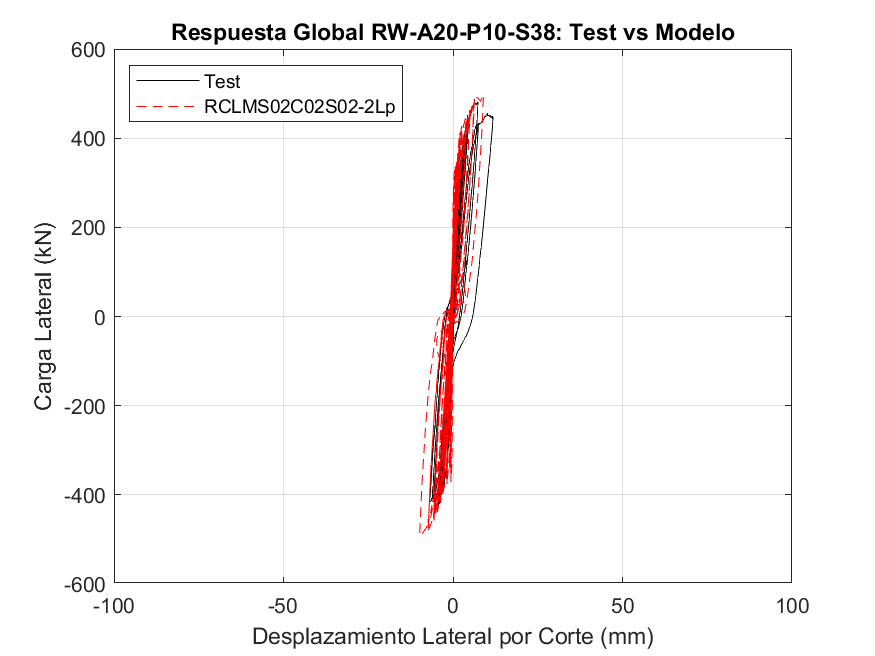 Respuesta Global RW-A20-P10-S38: Test vs Modelo
600
Test
RCLMS02C02S02-2Lp
400
200
0
-200
-400
-600
Carga Lateral (kN)
-100
-50
0
50
100
Desplazamiento Lateral por Corte (mm)